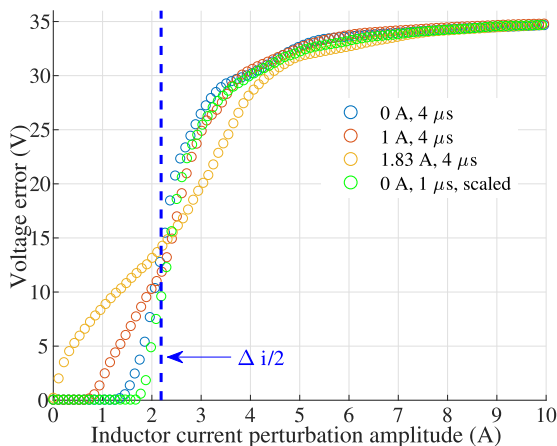 35
30
25
20
15
10
5
0
Voltage error (V)
0 A, 4 μs
1 A, 4 μs
1.83 A, 4 μs
0 A, 1 μs, scaled
Δ i/2
0 1 2 3 4 5 6 7 8 9 10
Inductor current perturbation amplitude (A)